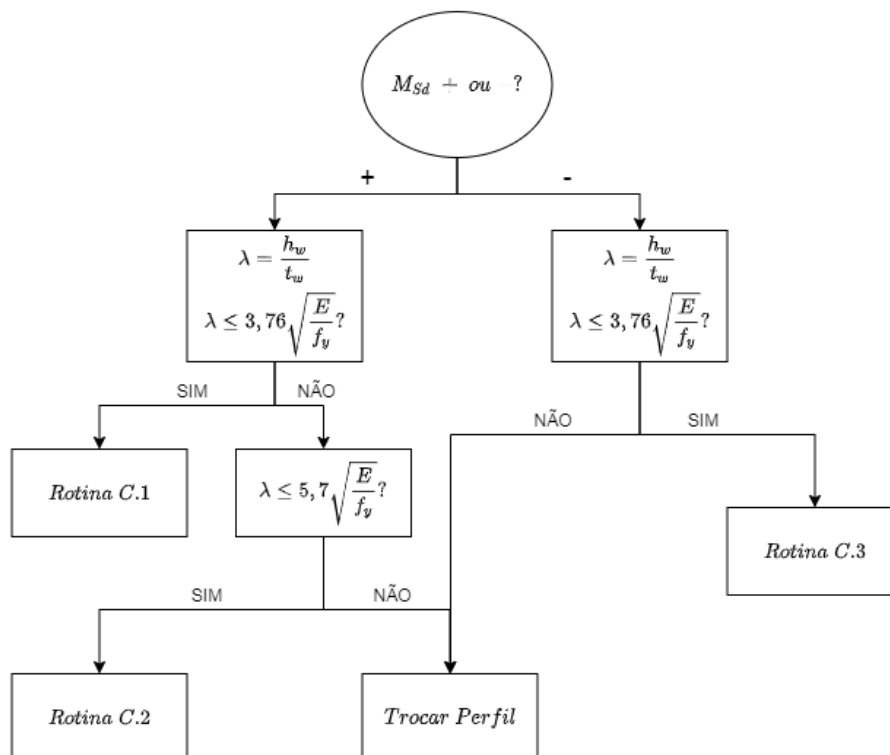 M_Sd + ou - ?
+
-
λ = h_w / t_w
λ ≤ 3,76 √(E / f_y)?
λ = h_w / t_w
λ ≤ 3,76 √(E / f_y)?
SIM
NÃO
NÃO
SIM
Rotina C.1
λ ≤ 5,7 √(E / f_y)?
Rotina C.3
SIM
NÃO
Rotina C.2
Trocar Perfil